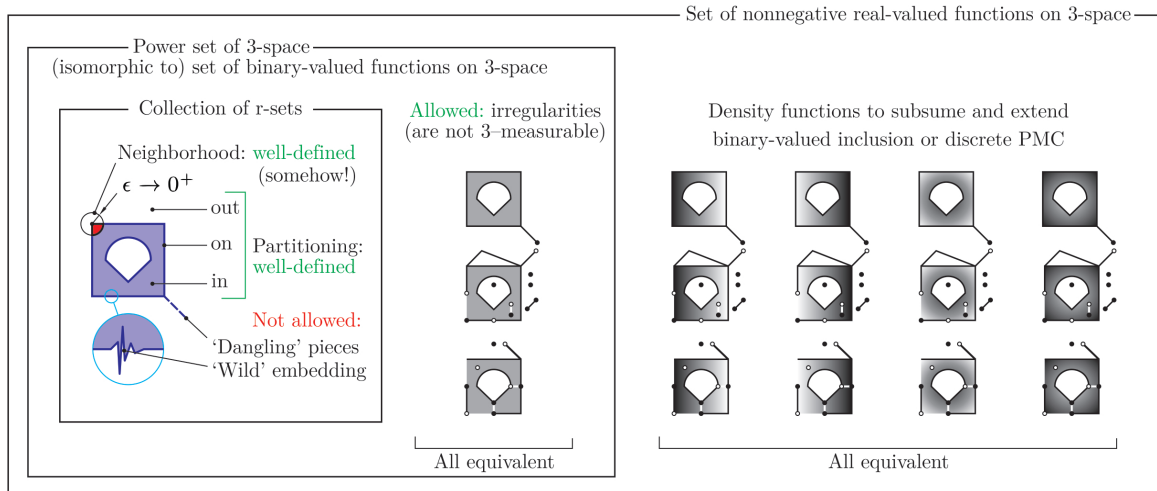 Set of nonnegative real-valued functions on 3-space
Power set of 3-space
(isomorphic to) set of binary-valued functions on 3-space
Collection of r-sets
Neighborhood: well-defined
(somehow!)
ϵ → 0⁺
out
on
in
Partitioning:
well-defined
Not allowed:
‘Dangling’ pieces
‘Wild’ embedding
Allowed: irregularities
(are not 3–measurable)
All equivalent
Density functions to subsume and extend
binary-valued inclusion or discrete PMC
All equivalent